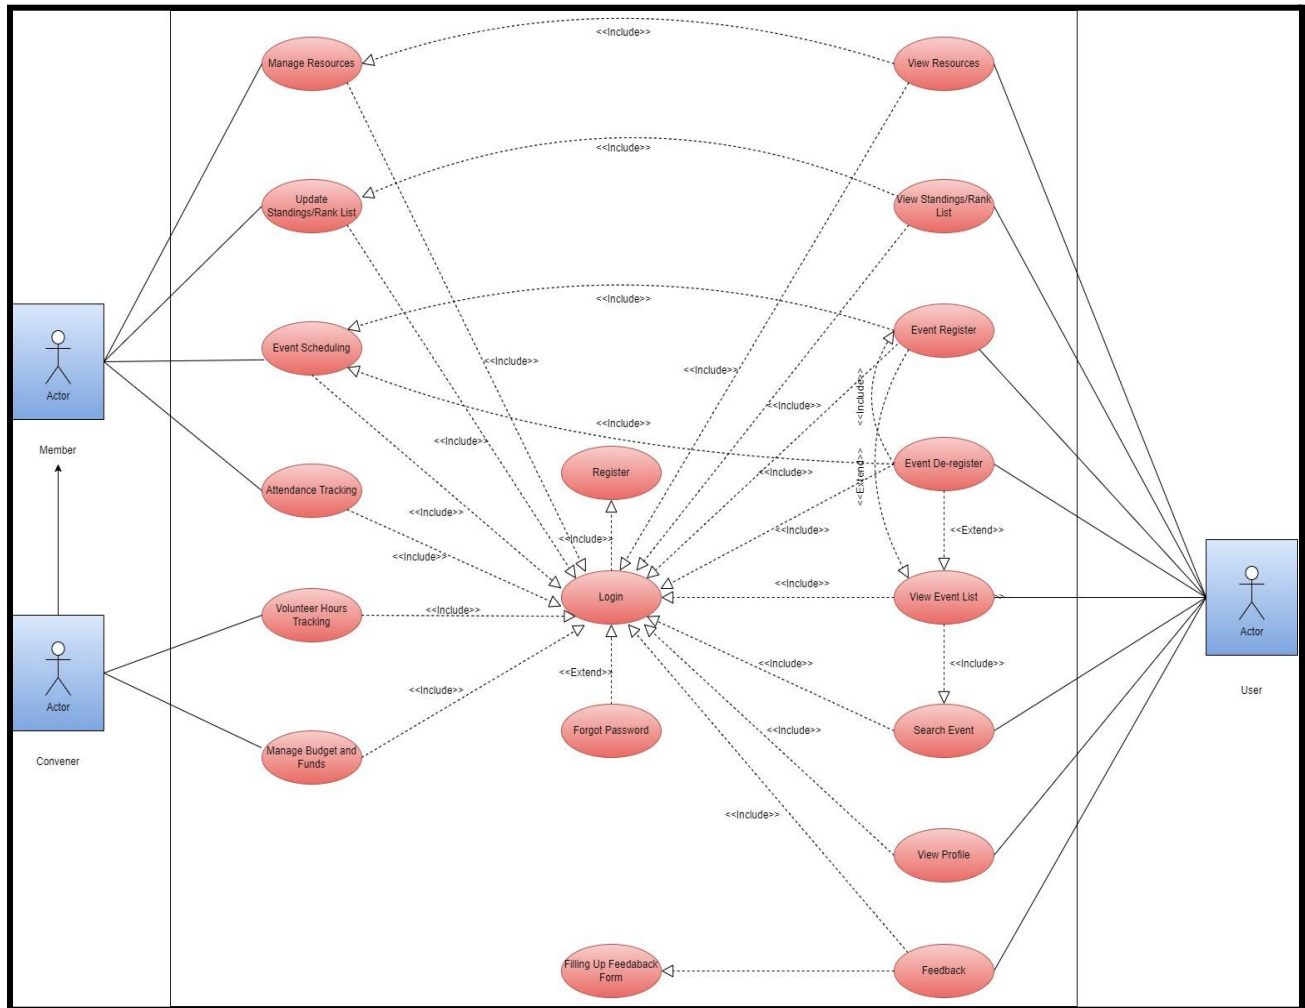 <<Include>>
Manage Resources
View Resources
<<Include>>
Update
Standings/Rank List
View Standings/Rank
List
<<Include>>
Event Scheduling
Event Register
<<Include>>
<<Include>>
<<Include>>
Actor
<<Include>>
<<Include>>
<<Include>>
Member
Event De-register
Register
<<Include>>
<<Extend>>
Attendance Tracking
<<Include>>
<<Include>>
<<Extend>>
<<Include>>
<<Include>>
<<Include>>
Login
View Event List
Volunteer Hours
Tracking
<<Include>>
Actor
<<Extend>>
<<Include>>
<<Include>>
<<Include>>
User
Actor
Forgot Password
Search Event
<<Include>>
Convener
Manage Budget and
Funds
<<Include>>
View Profile
Filling Up Feedaback
Form
Feedback